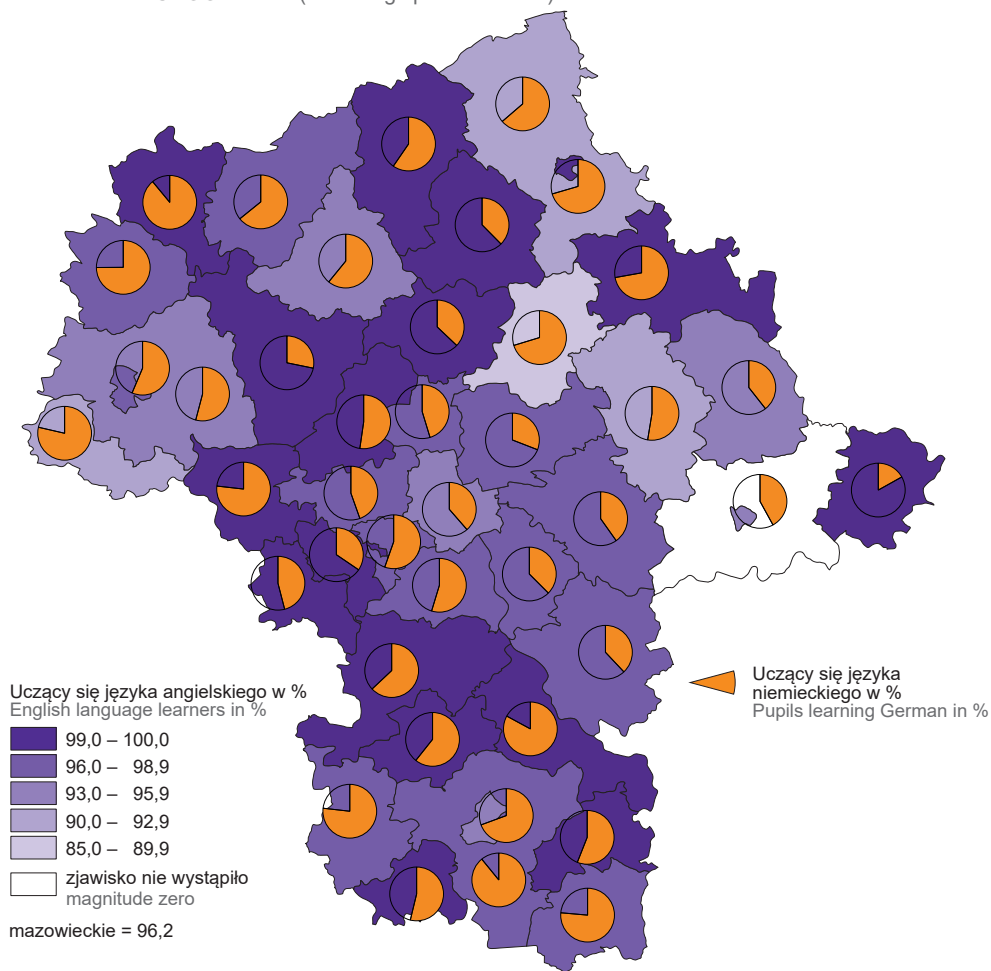 Uczący się języka
niemieckiego w %
Pupils learning German in %
Uczący się języka angielskiego w %
English language learners in %
99,0 – 100,0
96,0 – 98,9
93,0 – 95,9
90,0 – 92,9
85,0 – 89,9
zjawisko nie wystąpiło
magnitude zero
mazowieckie = 96,2